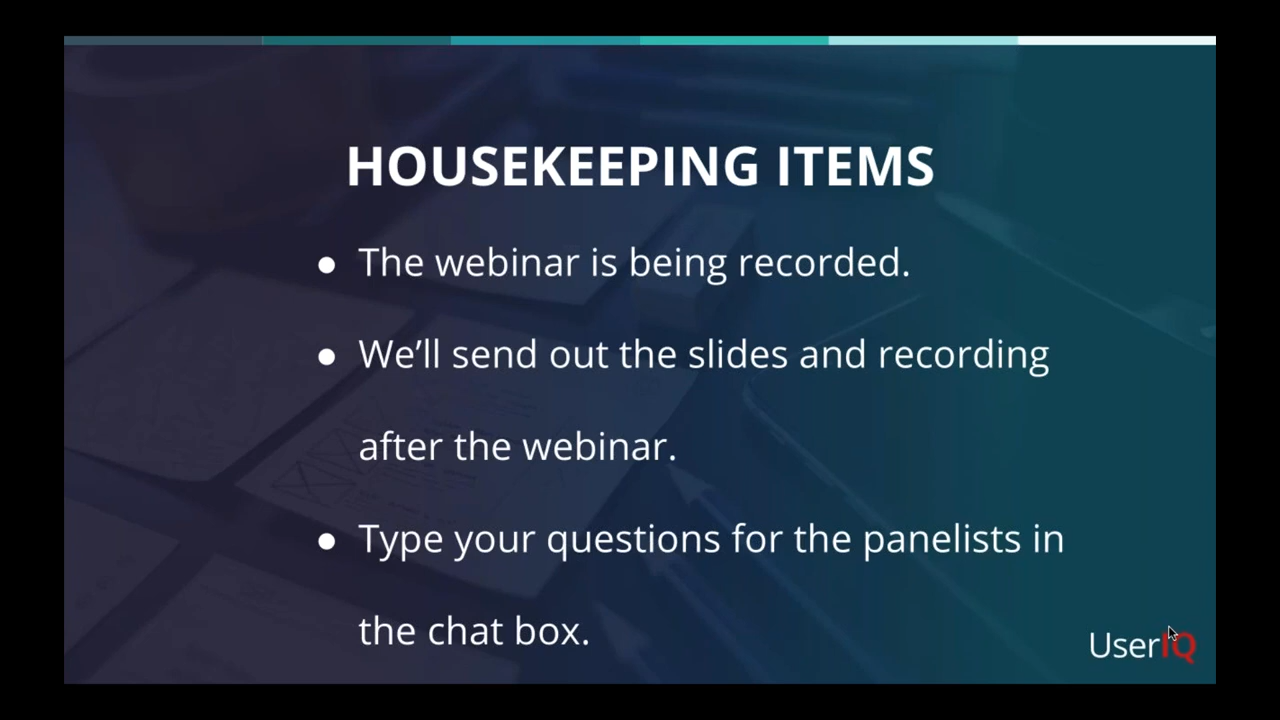 HOUSEKEEPING ITEMS
● The webinar is being recorded.
● We’ll send out the slides and recording
after the webinar.
● Type your questions for the panelists in
the chat box.
UserIQ